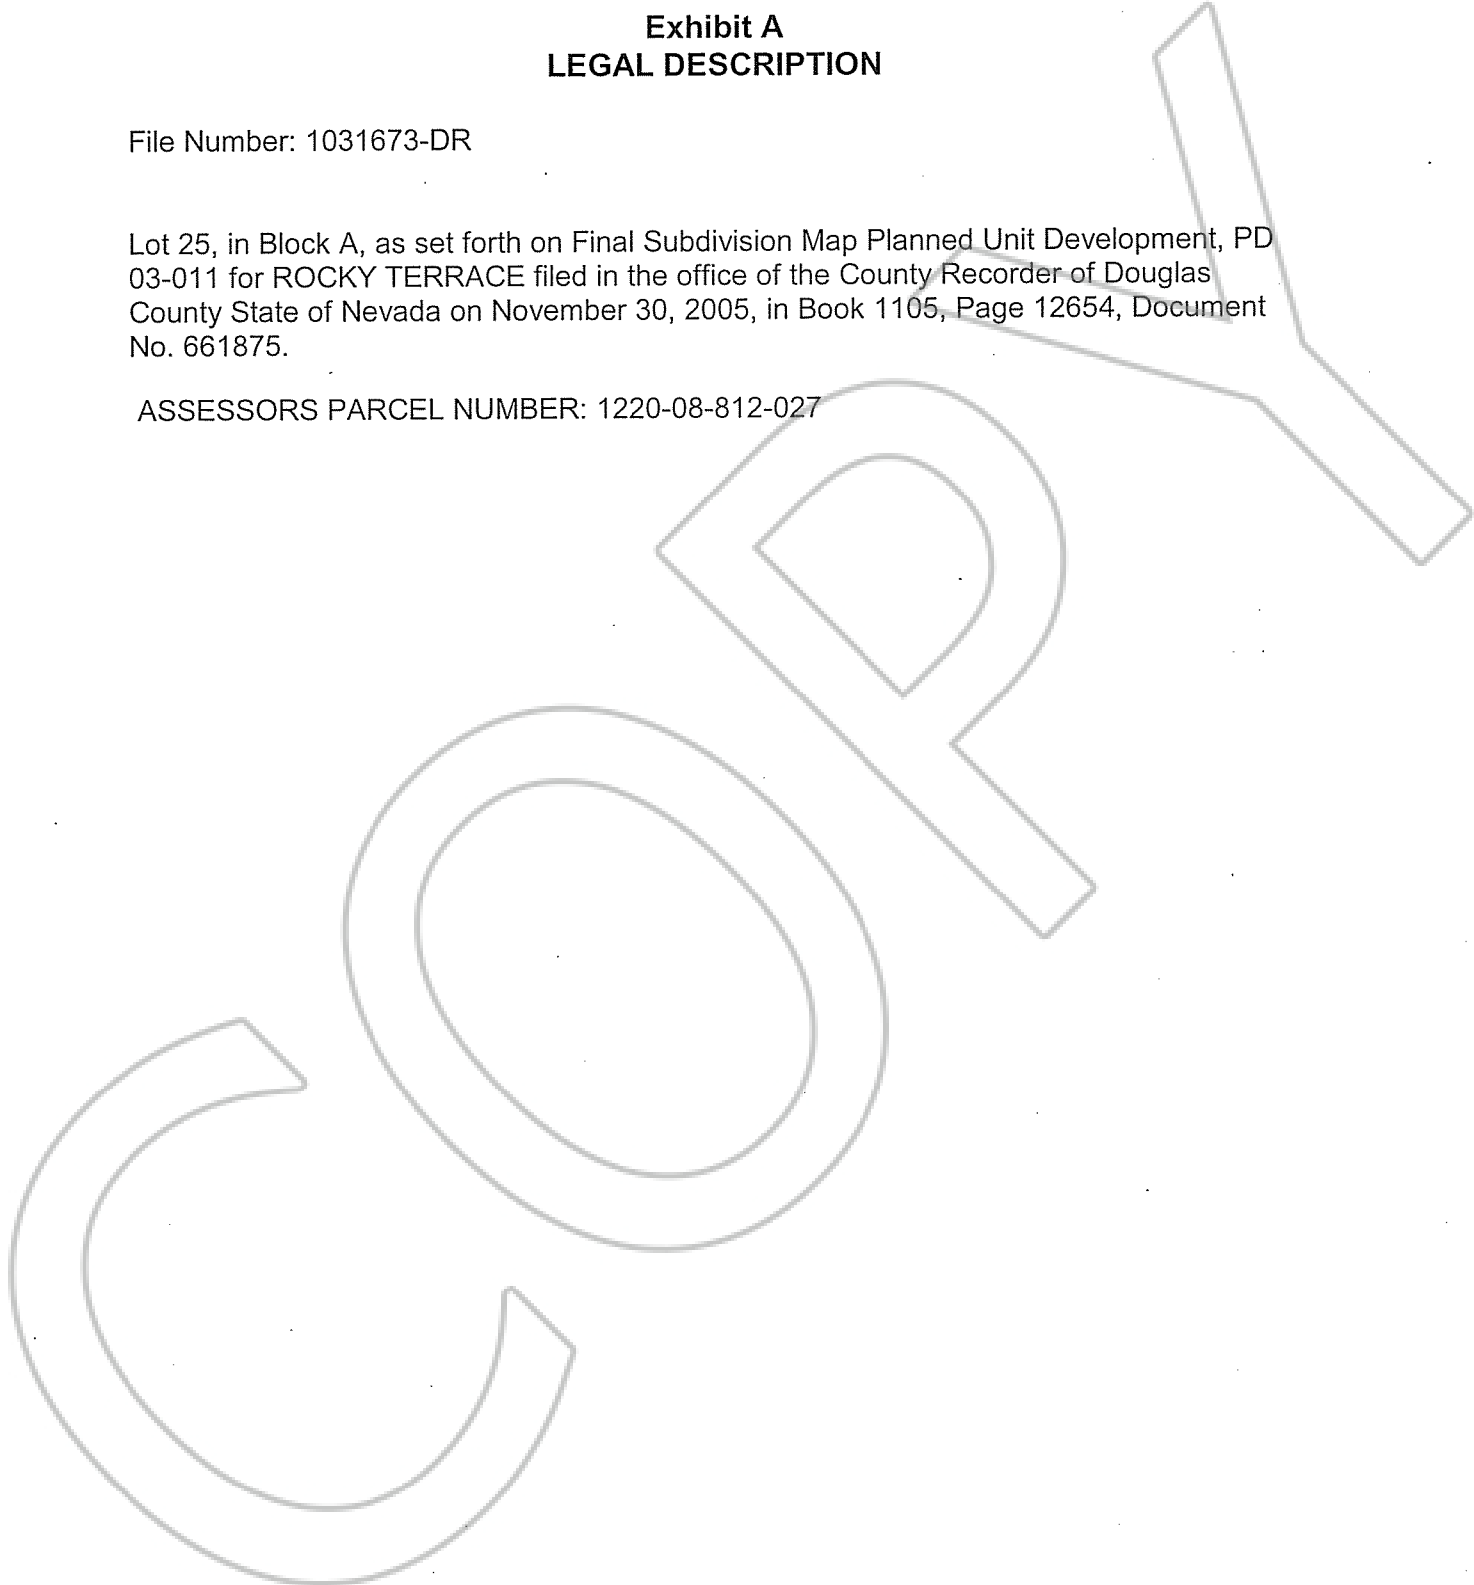 Exhibit A
LEGAL DESCRIPTION
File Number: 1031673-DR
Lot 25, in Block A, as set forth on Final Subdivision Map Planned Unit Development, PD
03-011 for ROCKY TERRACE filed in the office of the County Recorder of Douglas
County State of Nevada on November 30, 2005, in Book 1105, Page 12654, Document
No. 661875.
ASSESSORS PARCEL NUMBER: 1220-08-812-027
COPY